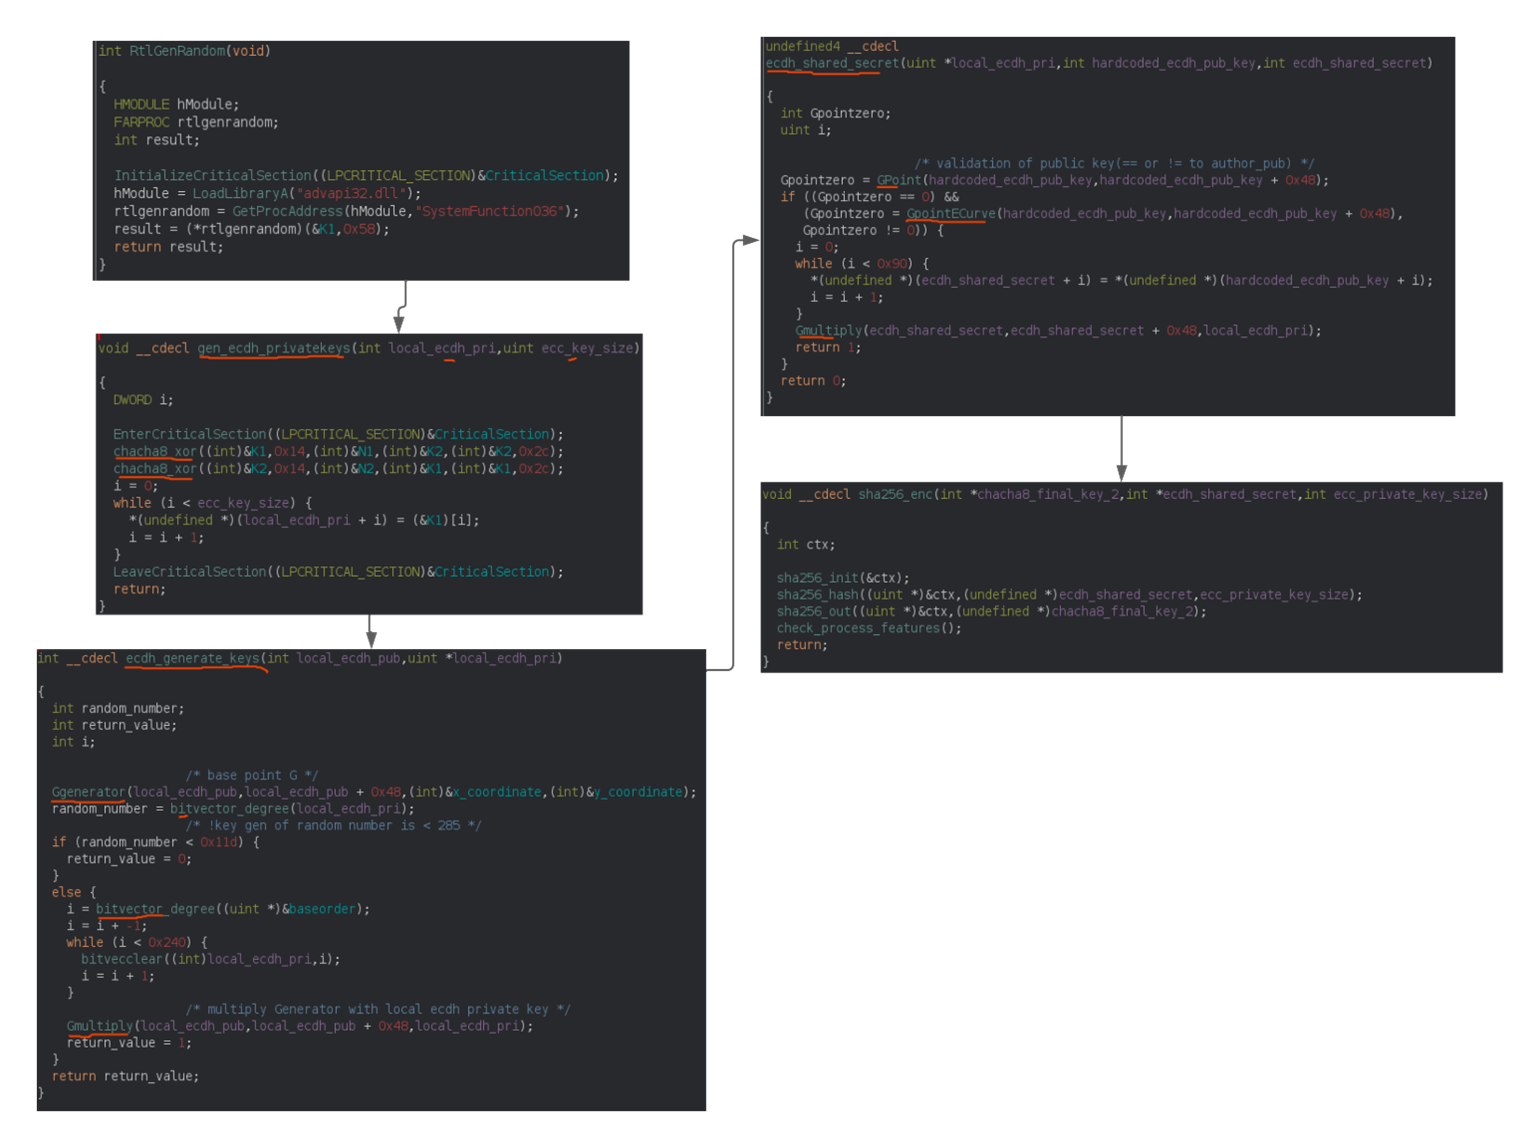 int RtlGenRandom(void)
{
HMODULE hModule;
FARPROC rtlgenrandom;
int result;
InitializeCriticalSection((LPCRITICAL_SECTION)&CriticalSection);
hModule = LoadLibraryA("advapi32.dll");
rtlgenrandom = GetProcAddress(hModule,"SystemFunction036");
result = (*rtlgenrandom)(&K1,0x58);
return result;
}
void __cdecl gen_ecdh_privatekeys(int local_ecdh_pri,uint ecc_key_size)
{
DWORD i;
EnterCriticalSection((LPCRITICAL_SECTION)&CriticalSection);
chacha8_xor((int)&K1,0x14,(int)&N1,(int)&K2,(int)&K2,0x2c);
chacha8_xor((int)&K2,0x14,(int)&N2,(int)&K1,(int)&K1,0x2c);
i = 0;
while (i < ecc_key_size) {
*(undefined *)(local_ecdh_pri + i) = (&K1)[i];
i = i + 1;
}
LeaveCriticalSection((LPCRITICAL_SECTION)&CriticalSection);
return;
}
int __cdecl ecdh_generate_keys(int local_ecdh_pub,uint *local_ecdh_pri)
{
int random_number;
int return_value;
int i;
/* base point G */
Ggenerator(local_ecdh_pub,local_ecdh_pub + 0x48,(int)&x_coordinate,(int)&y_coordinate);
random_number = bitvector_degree(local_ecdh_pri);
/* !key gen of random number is < 285 */
if (random_number < 0x11d) {
return_value = 0;
}
else {
i = bitvector_degree((uint *)&baseorder);
i = i + -1;
while (i < 0x240) {
bitvecclear((int)local_ecdh_pri,i);
i = i + 1;
}
/* multiply Generator with local ecdh private key */
Gmultiply(local_ecdh_pub,local_ecdh_pub + 0x48,local_ecdh_pri);
return_value = 1;
}
return return_value;
}
undefined4 __cdecl
ecdh_shared_secret(uint *local_ecdh_pri,int hardcoded_ecdh_pub_key,int ecdh_shared_secret)
{
int Gpointzero;
uint i;
/* validation of public key(== or != to author_pub) */
Gpointzero = GPoint(hardcoded_ecdh_pub_key,hardcoded_ecdh_pub_key + 0x48);
if ((Gpointzero == 0) &&
(Gpointzero = GpointECurve(hardcoded_ecdh_pub_key,hardcoded_ecdh_pub_key + 0x48),
Gpointzero != 0)) {
i = 0;
while (i < 0x90) {
*(undefined *)(ecdh_shared_secret + i) = *(undefined *)(hardcoded_ecdh_pub_key + i);
i = i + 1;
}
Gmultiply(ecdh_shared_secret,ecdh_shared_secret + 0x48,local_ecdh_pri);
return 1;
}
return 0;
}
void __cdecl sha256_enc(int *chacha8_final_key_2,int *ecdh_shared_secret,int ecc_private_key_size)
{
int ctx;
sha256_init(&ctx);
sha256_hash((uint *)&ctx,(undefined *)ecdh_shared_secret,ecc_private_key_size);
sha256_out((uint *)&ctx,(undefined *)chacha8_final_key_2);
check_process_features();
return;
}